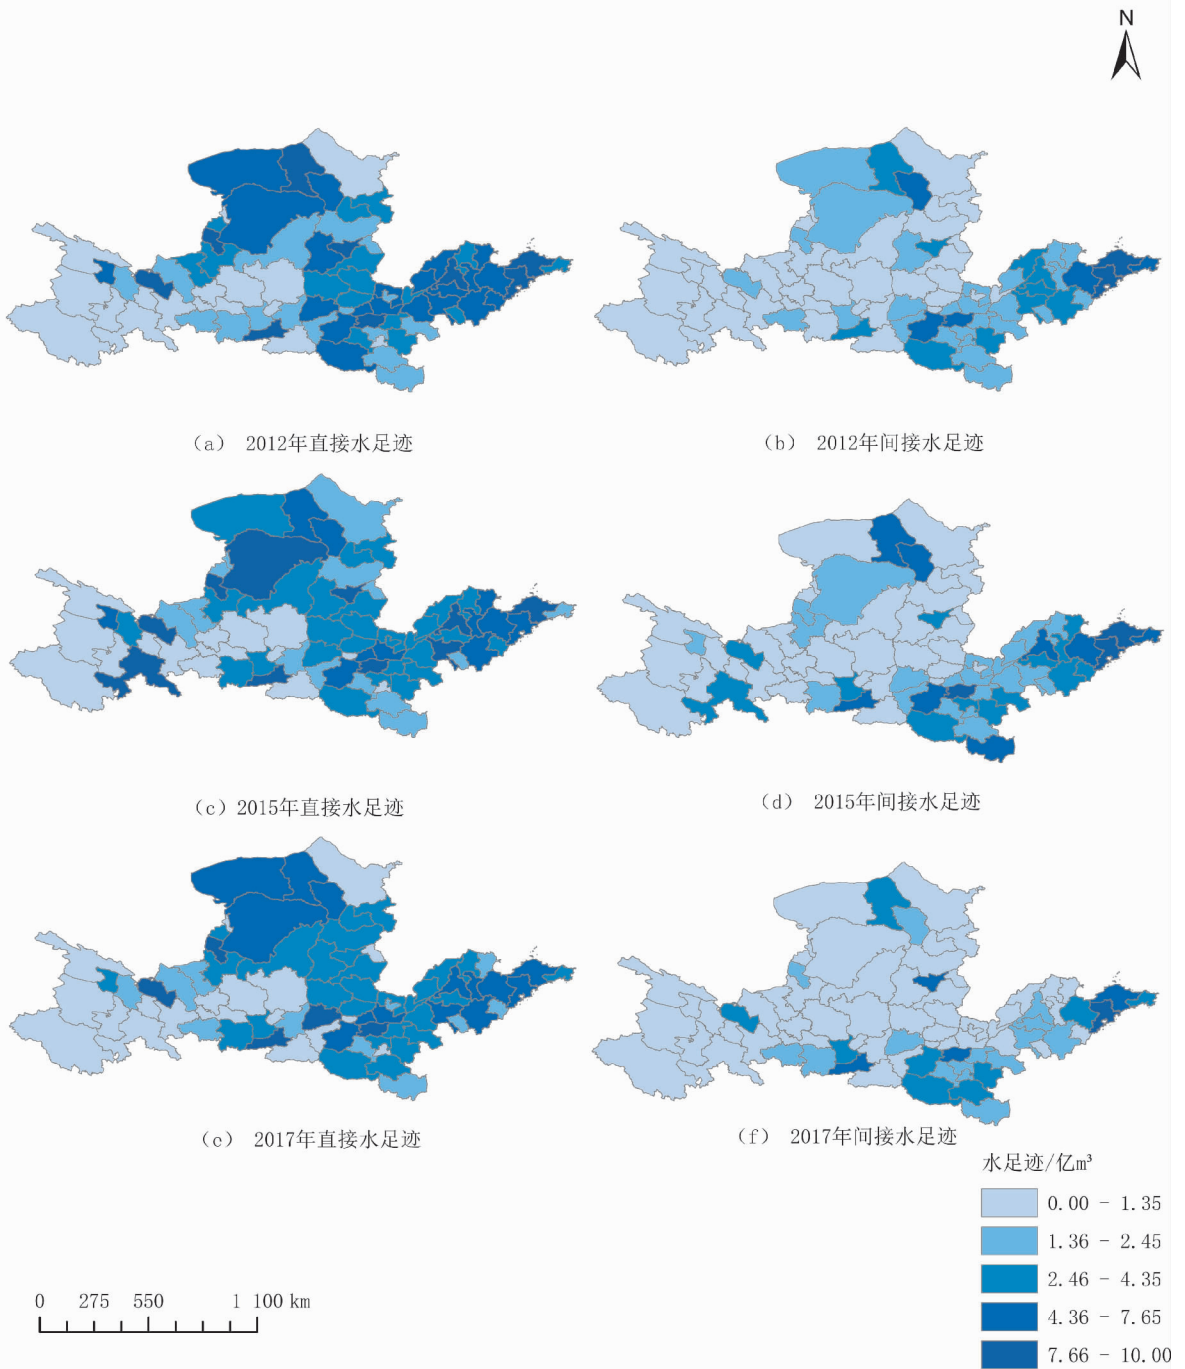 N
（a） 2012年直接水足迹
（b） 2012年间接水足迹
（c）2015年直接水足迹
（d） 2015年间接水足迹
（e） 2017年直接水足迹
（f） 2017年间接水足迹
水足迹/亿m³
0.00 - 1.35
1.36 - 2.45
2.46 - 4.35
4.36 - 7.65
7.66 - 10.00
0 275 550 1 100 km